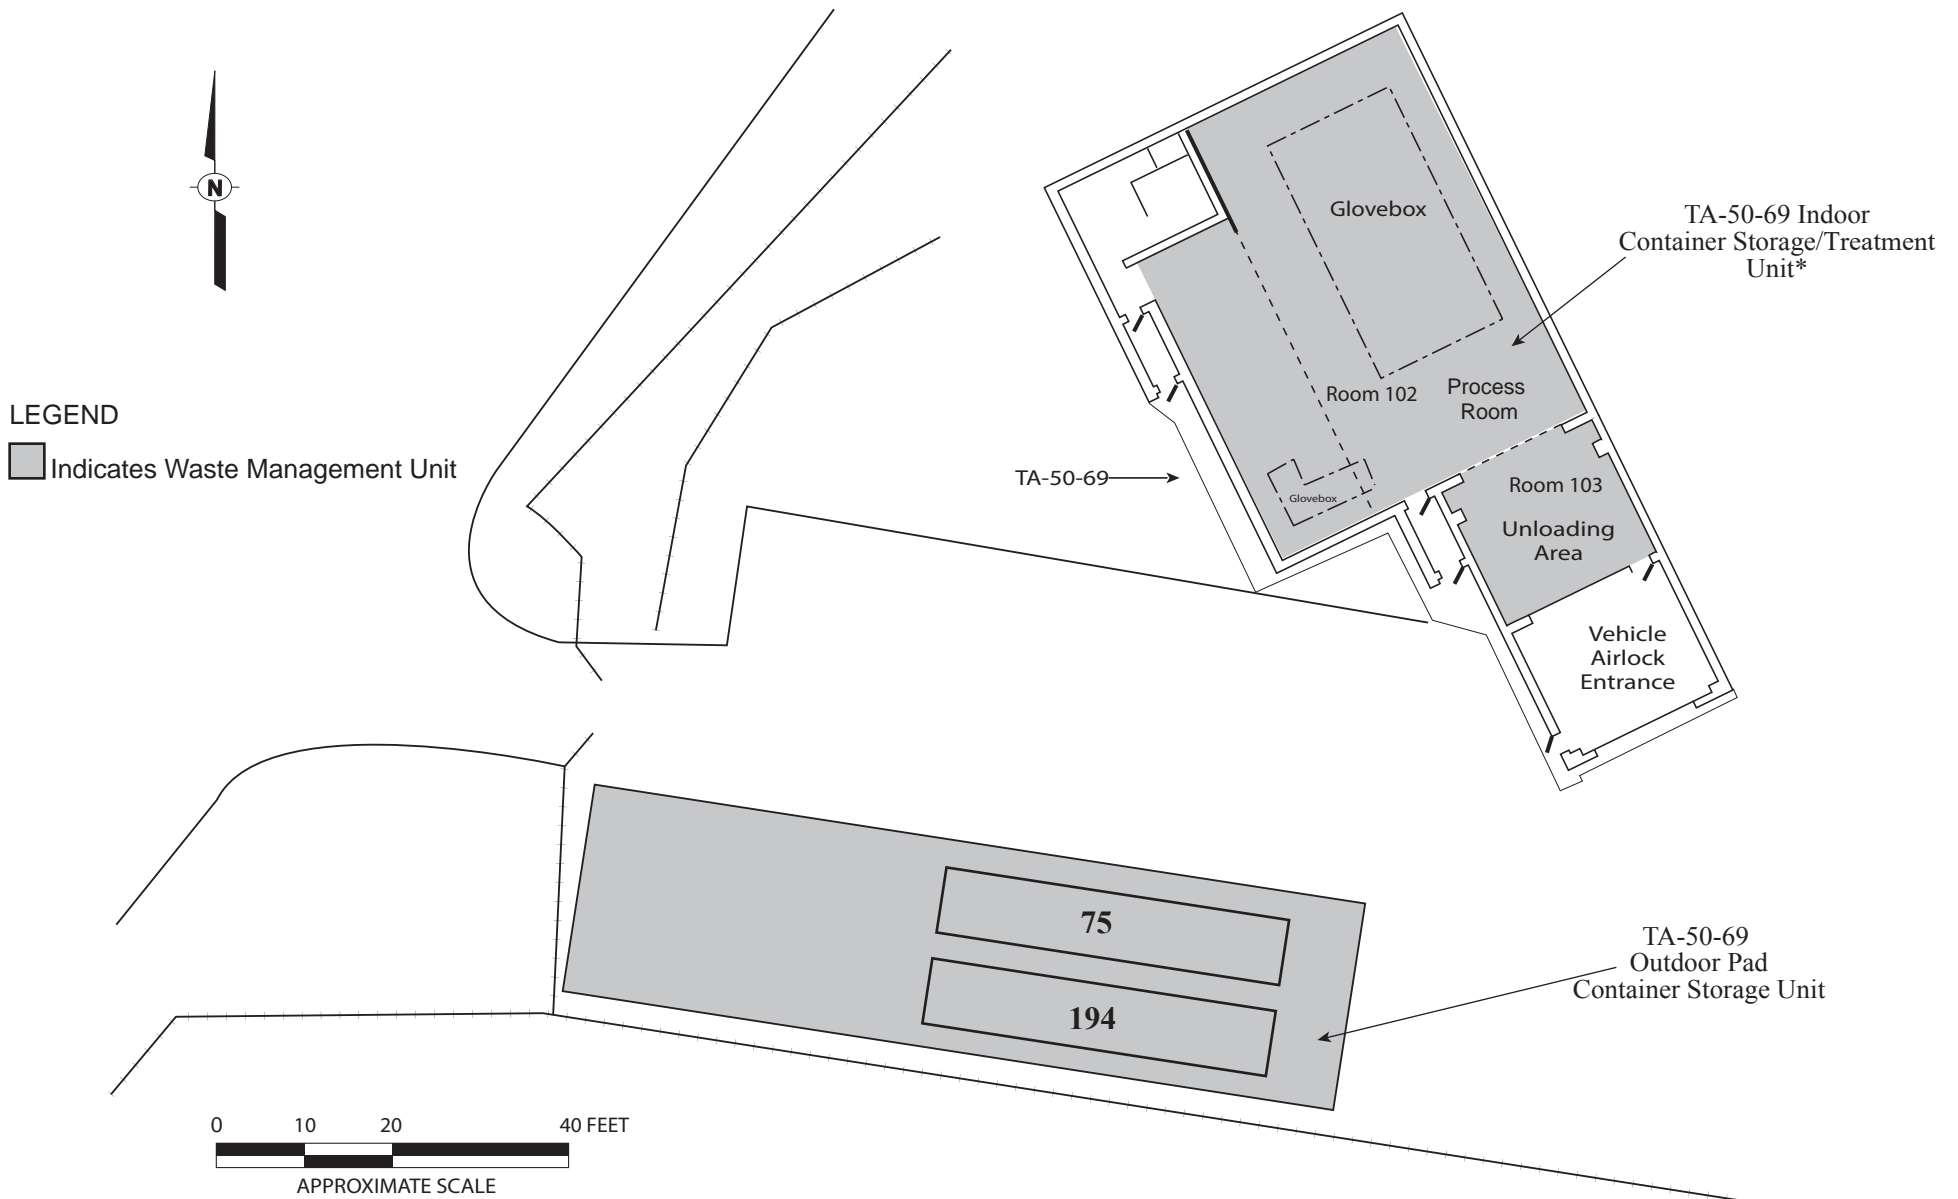 N
LEGEND
Indicates Waste Management Unit
Glovebox
TA-50-69 Indoor
Container Storage/Treatment
Unit*
Room 102
Process
Room
TA-50-69
Glovebox
Room 103
Unloading
Area
Vehicle
Airlock
Entrance
75
194
TA-50-69
Outdoor Pad
Container Storage Unit
0 10 20 40 FEET
APPROXIMATE SCALE